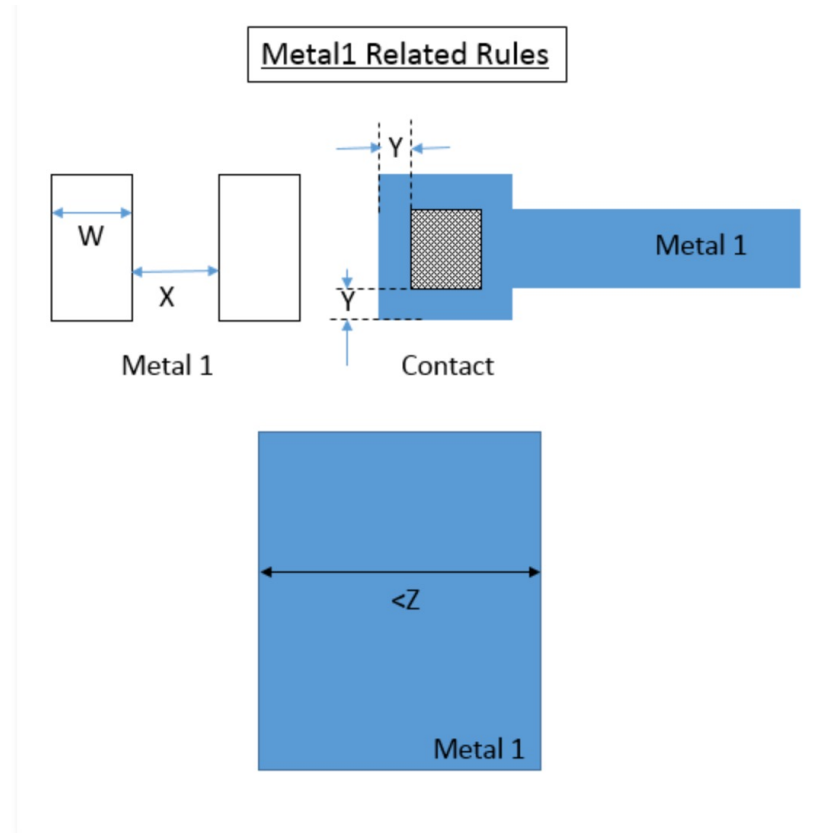 Metal1 Related Rules
Y
W
X
Y
Metal 1
Metal 1
Contact
<Z
Metal 1